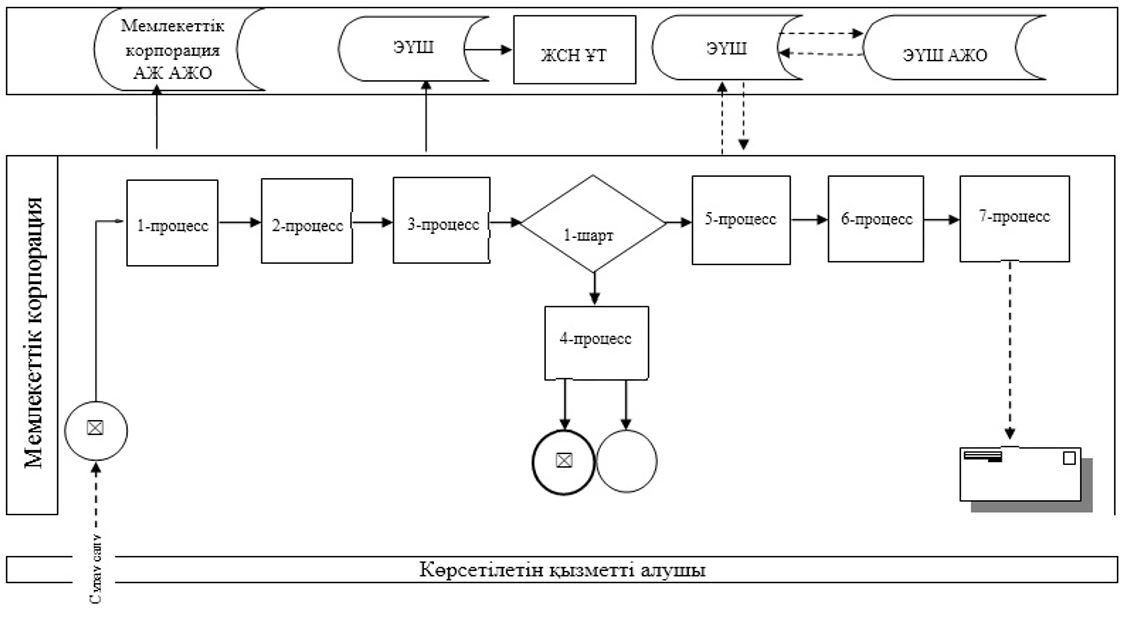 Мемлекеттік
корпорация
АЖ АЖО
ЭҮШ
ЖСН ҰТ
ЭҮШ
ЭҮШ АЖО
Мемлекеттік корпорация
1-процесс
2-процесс
3-процесс
1-шарт
5-процесс
6-процесс
7-процесс
4-процесс
Сұрау салу
Көрсетілетін қызметті алушы